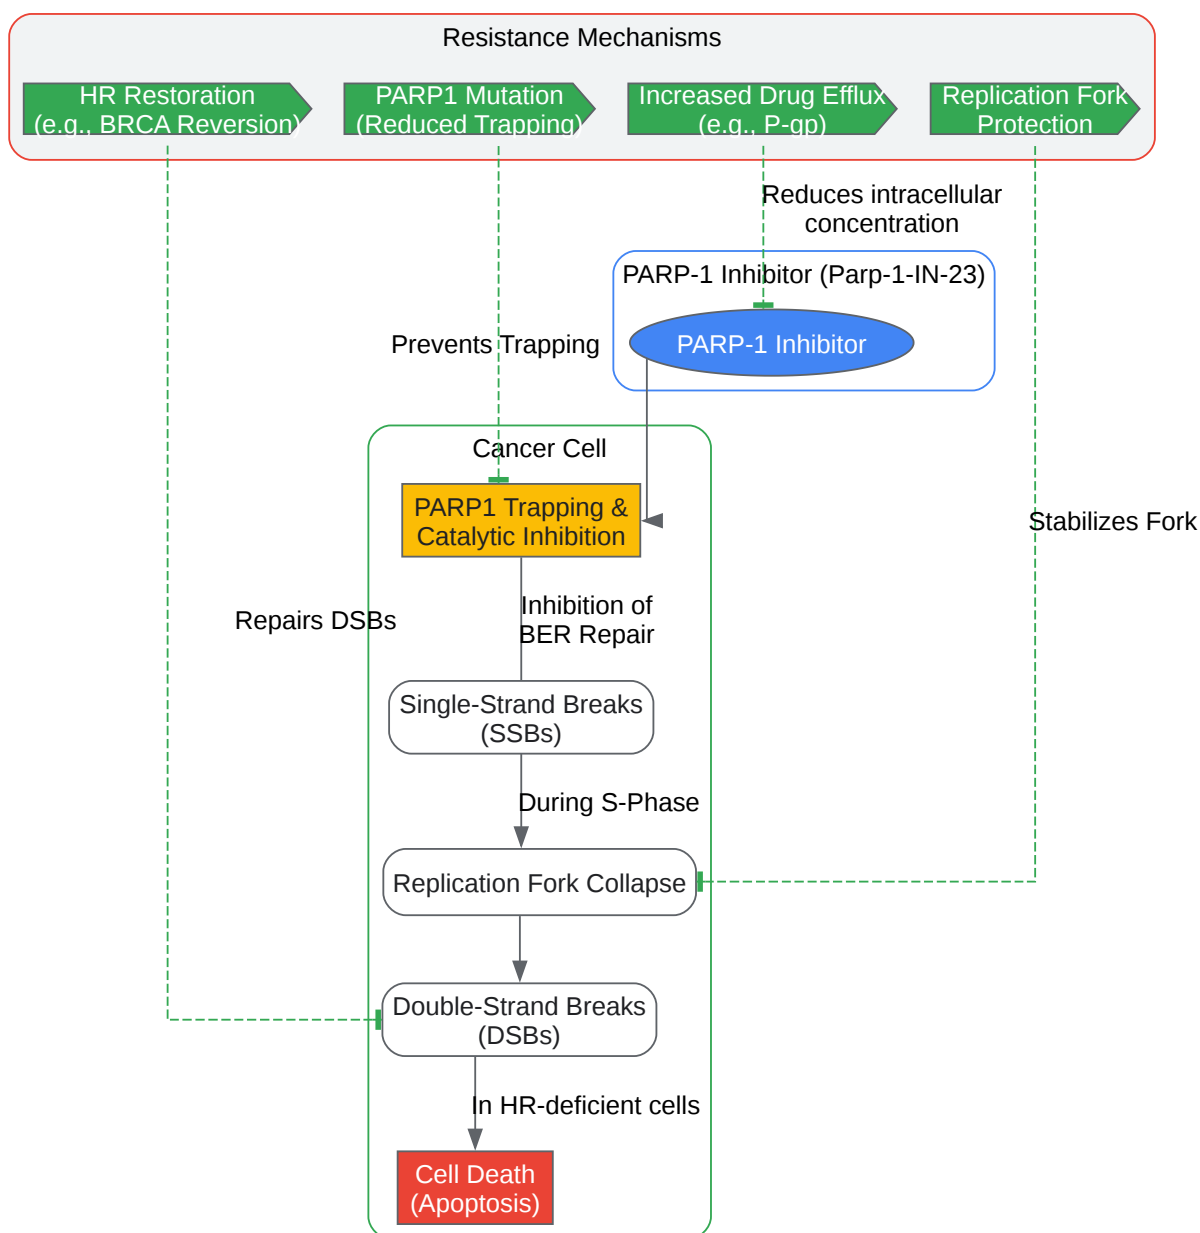 Resistance Mechanisms
HR Restoration
(e.g., BRCA Reversion)
PARP1 Mutation
(Reduced Trapping)
Increased Drug Efflux
(e.g., P-gp)
Replication Fork
Protection
Reduces intracellular
concentration
PARP-1 Inhibitor (Parp-1-IN-23)
Prevents Trapping
PARP-1 Inhibitor
Cancer Cell
PARP1 Trapping &
Catalytic Inhibition
Stabilizes Fork
Repairs DSBs
Inhibition of
BER Repair
Single-Strand Breaks
(SSBs)
During S-Phase
Replication Fork Collapse
Double-Strand Breaks
(DSBs)
In HR-deficient cells
Cell Death
(Apoptosis)